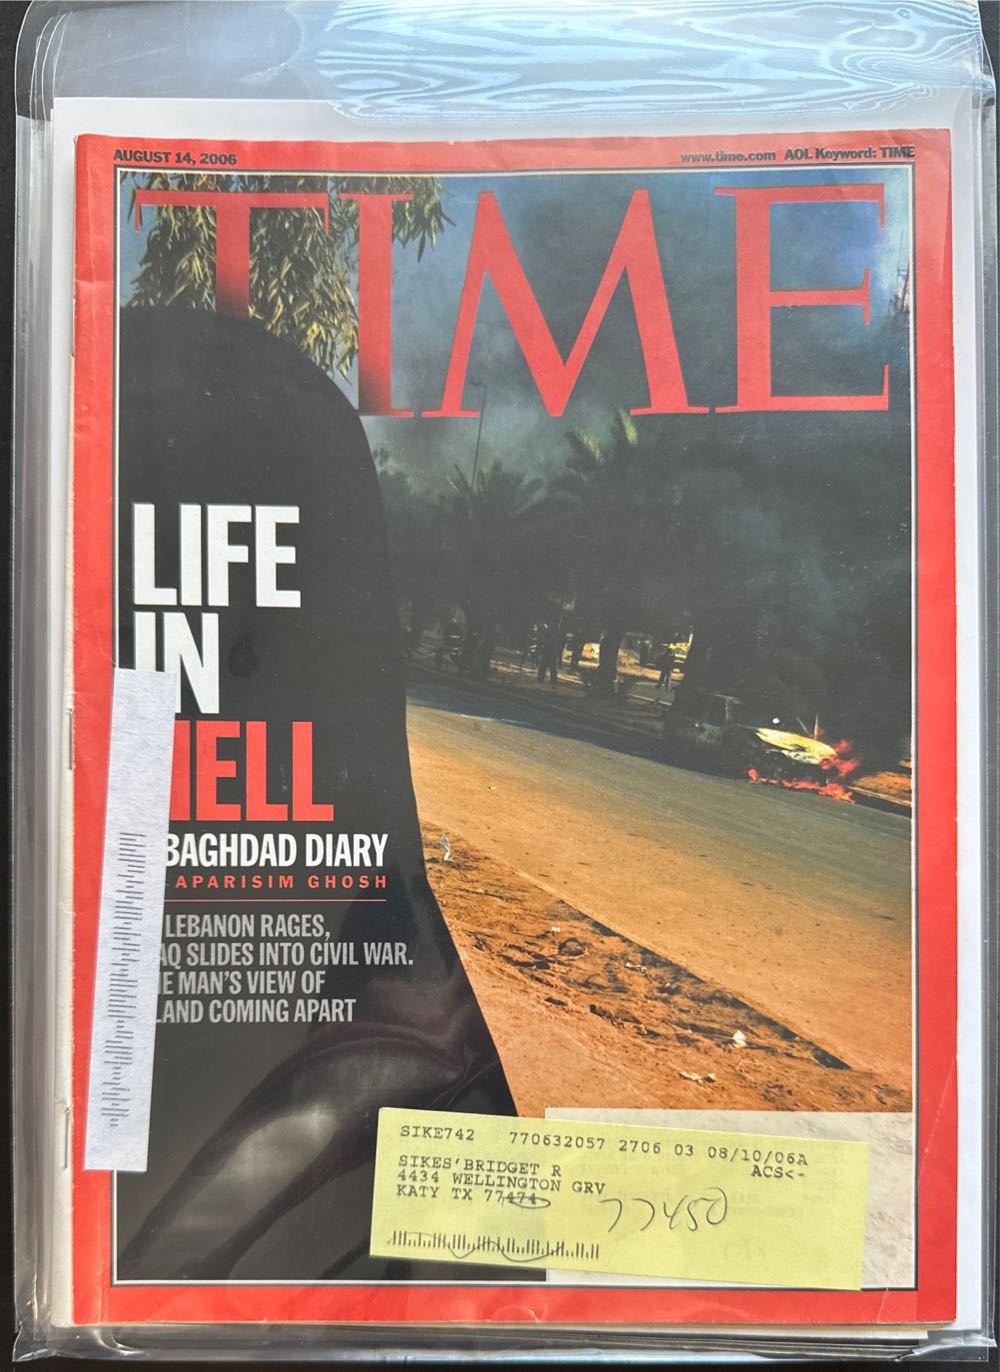 AUGUST 14, 2006
www.time.com AOL Keyword: TIME
TIME
LIFE
IN
ELL
BAGHDAD DIARY
APARISIM GHOSH
LEBANON RAGES,
AQ SLIDES INTO CIVIL WAR.
E MAN'S VIEW OF
LAND COMING APART
SIKE742 770632057 2706 03 08/10/06A
ACS<-
SIKES'BRIDGET R
4434 WELLINGTON GRV
KATY TX 77474
77450